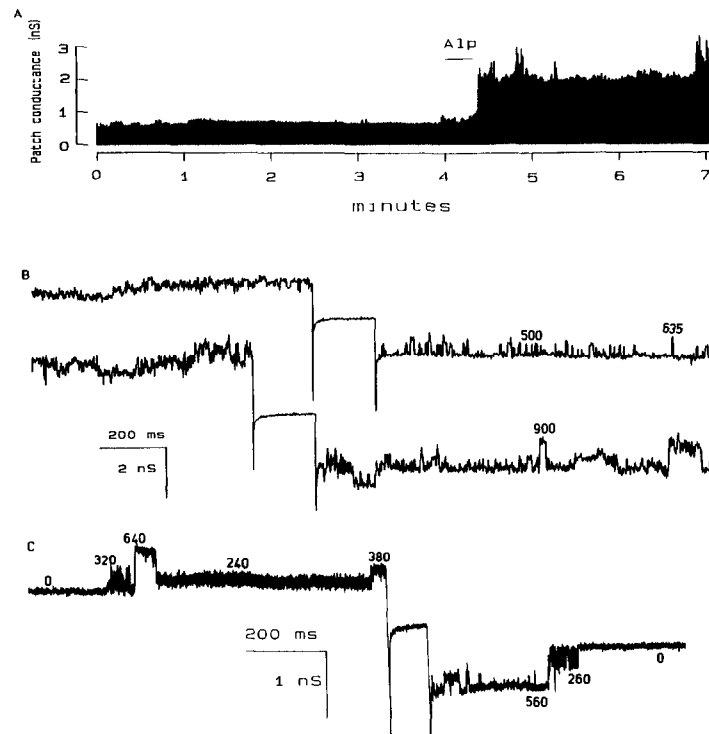 A
Patch conductance (nS)
3
2
1
0
Alp
0 1 2 3 4 5 6 7
minutes
B
500 635
200 ms
2 nS
900
C
0 320 640 240 380
200 ms
1 nS
560 260 0